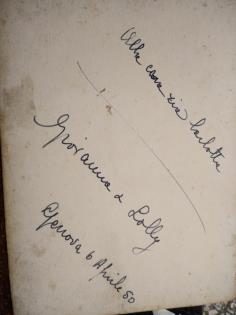 Alla cara zia Carlotta
Giovanna e Lolly
Genova 6 Aprile 50